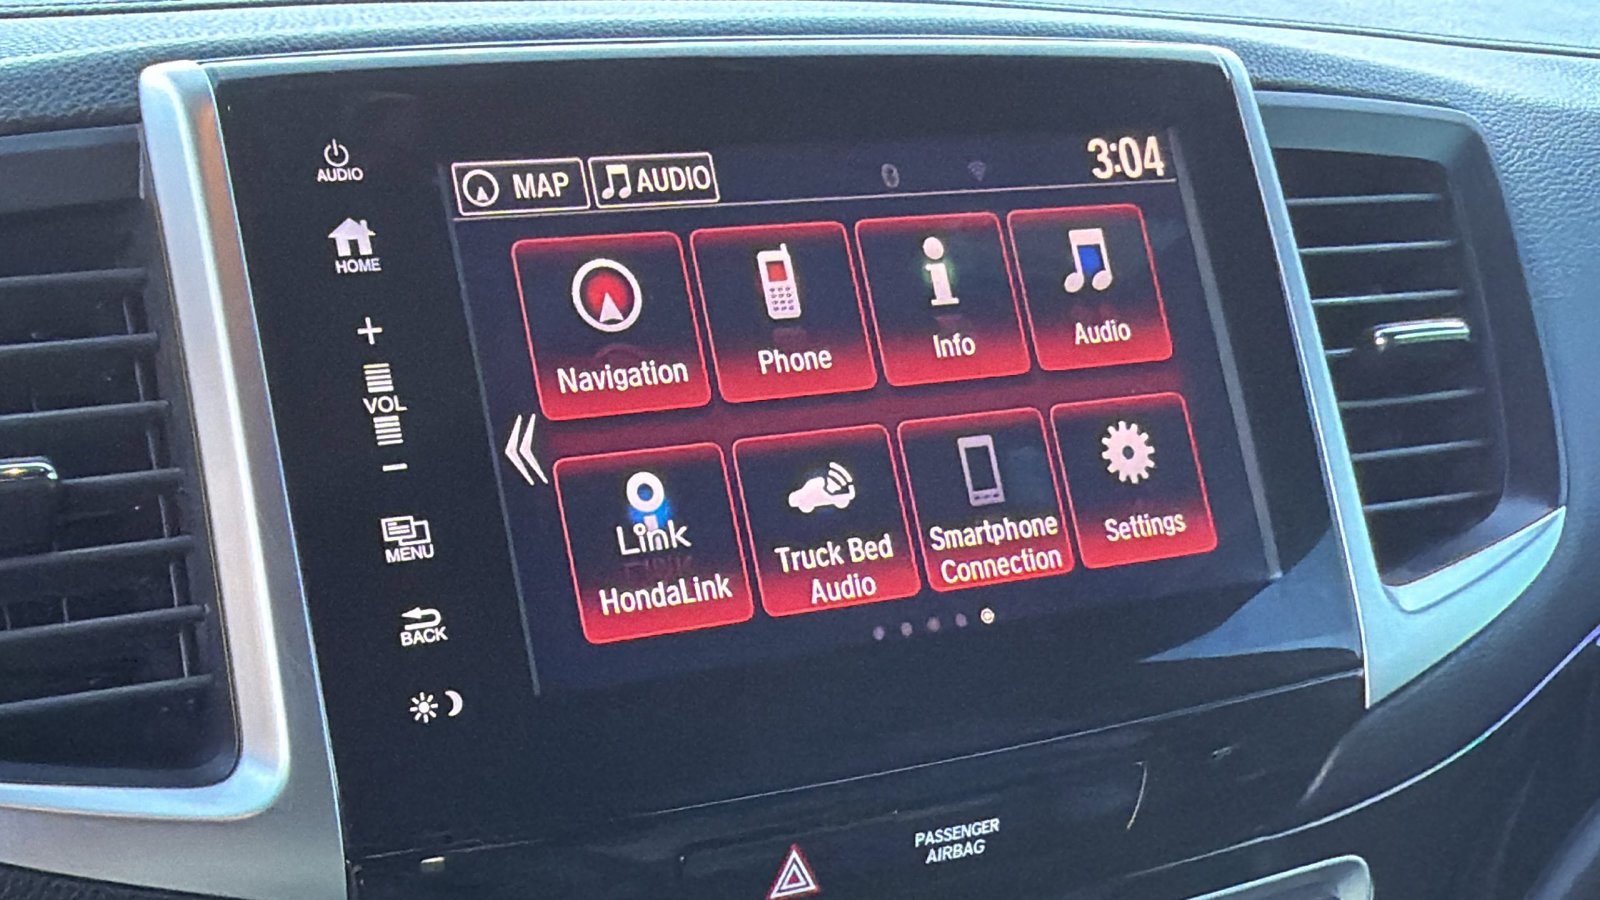 AUDIO
HOME
VOL
MENU
BACK
MAP
AUDIO
3:04
Navigation
Phone
Info
Audio
Link
HondaLink
Truck Bed
Audio
Smartphone
Connection
Settings
PASSENGER
AIRBAG